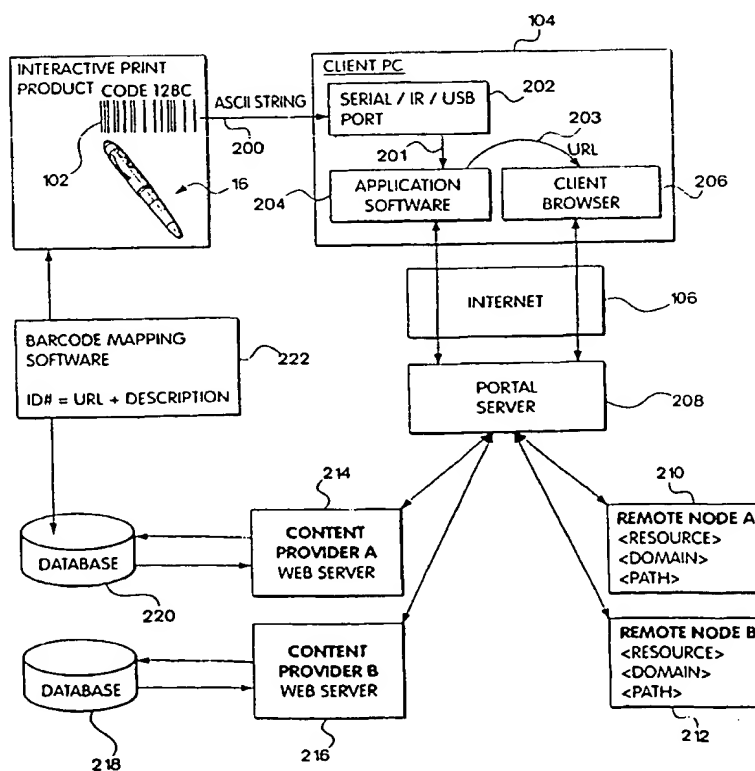 104
INTERACTIVE PRINT
PRODUCT
CODE 128C
102
16
ASCII STRING
200
CLIENT PC
SERIAL / IR / USB
PORT
202
201
203
URL
204
APPLICATION
SOFTWARE
CLIENT
BROWSER
206
INTERNET
106
BARCODE MAPPING
SOFTWARE
ID# = URL + DESCRIPTION
222
PORTAL
SERVER
208
214
CONTENT
PROVIDER A
WEB SERVER
DATABASE
220
210
REMOTE NODE A
<RESOURCE>
<DOMAIN>
<PATH>
CONTENT
PROVIDER B
WEB SERVER
216
DATABASE
218
REMOTE NODE B
<RESOURCE>
<DOMAIN>
<PATH>
212